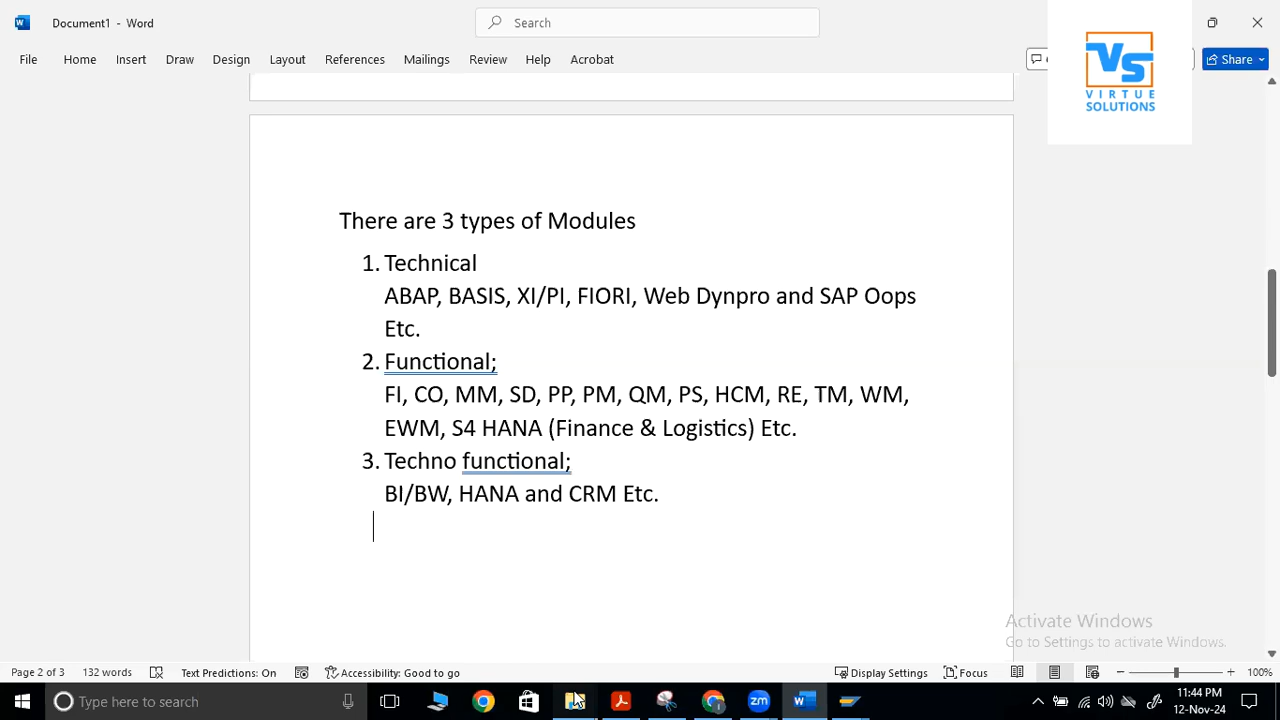 Document1 - Word
Search
File Home Insert Draw Design Layout References Mailings Review Help Acrobat
Share
VS
VIRTUE
SOLUTIONS
There are 3 types of Modules
1. Technical
ABAP, BASIS, XI/PI, FIORI, Web Dynpro and SAP Oops
Etc.
2. Functional;
FI, CO, MM, SD, PP, PM, QM, PS, HCM, RE, TM, WM,
EWM, S4 HANA (Finance & Logistics) Etc.
3. Techno functional;
BI/BW, HANA and CRM Etc.
Activate Windows
Go to Settings to activate Windows.
Page 2 of 3 132 words Text Predictions: On Accessibility: Good to go Display Settings Focus 100%
Type here to search
zm
11:44 PM
12-Nov-24